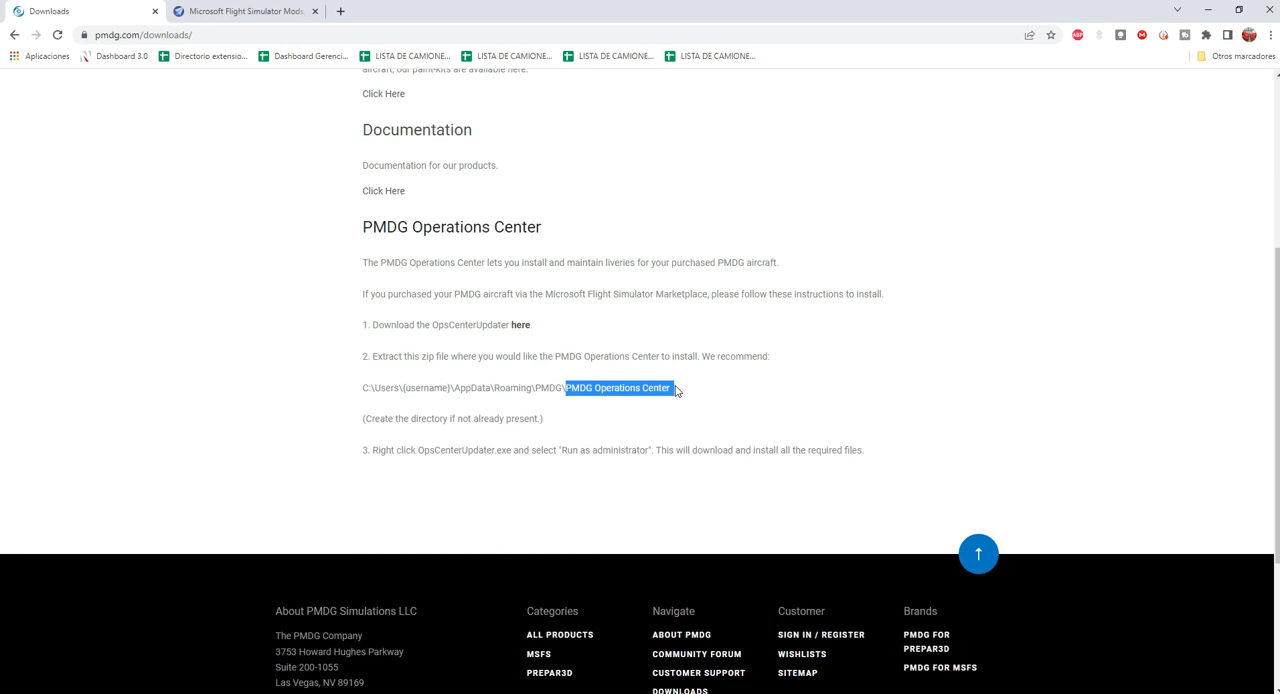 Downloads
Microsoft Flight Simulator Mods
pmdg.com/downloads/
Aplicaciones
Dashboard 3.0
Directorio extensio...
Dashboard Gerenci...
LISTA DE CAMIONE...
LISTA DE CAMIONE...
LISTA DE CAMIONE...
LISTA DE CAMIONE...
Otros marcadores
aircraft, our paint-kits are available here.
Click Here
Documentation
Documentation for our products.
Click Here
PMDG Operations Center
The PMDG Operations Center lets you install and maintain liveries for your purchased PMDG aircraft.
If you purchased your PMDG aircraft via the Microsoft Flight Simulator Marketplace, please follow these instructions to install.
1. Download the OpsCenterUpdater here.
2. Extract this zip file where you would like the PMDG Operations Center to install. We recommend:
C:\Users\{username}\AppData\Roaming\PMDG\PMDG Operations Center
(Create the directory if not already present.)
3. Right click OpsCenterUpdater.exe and select "Run as administrator". This will download and install all the required files.
About PMDG Simulations LLC
The PMDG Company
3753 Howard Hughes Parkway
Suite 200-1055
Las Vegas, NV 89169
Categories
ALL PRODUCTS
MSFS
PREPAR3D
Navigate
ABOUT PMDG
COMMUNITY FORUM
CUSTOMER SUPPORT
DOWNLOADS
Customer
SIGN IN / REGISTER
WISHLISTS
SITEMAP
Brands
PMDG FOR
PREPAR3D
PMDG FOR MSFS